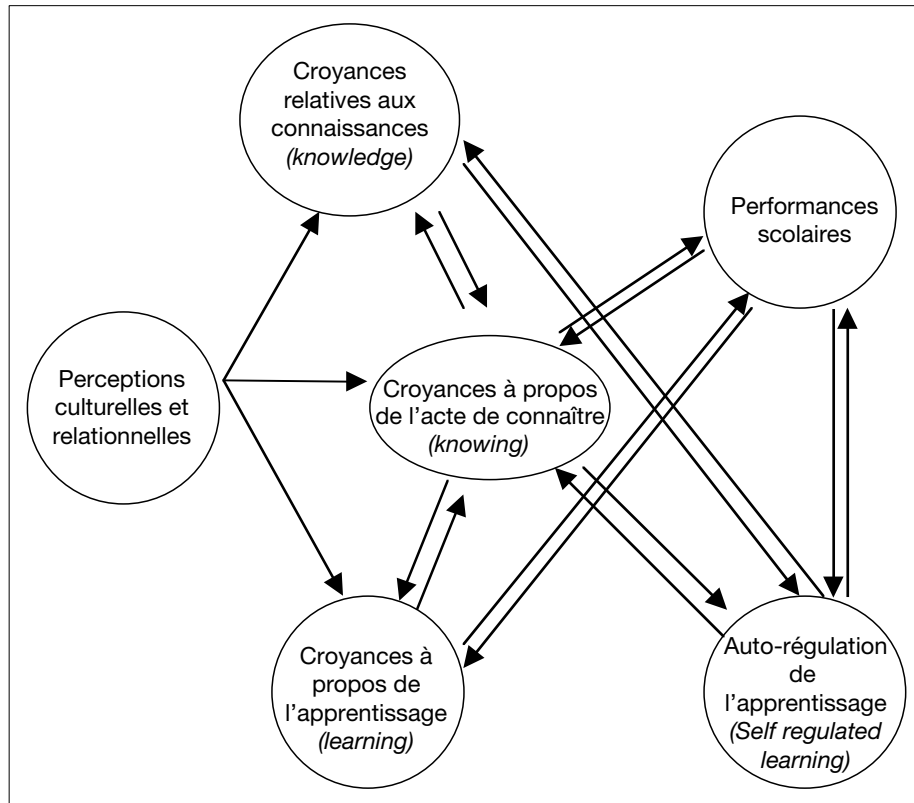 Croyances
relatives aux
connaissances
(knowledge)
Performances
scolaires
Perceptions
culturelles et
relationnelles
Croyances à propos
de l'acte de connaître
(knowing)
Croyances à
propos de
l'apprentissage
(learning)
Auto-régulation
de
l'apprentissage
(Self regulated
learning)